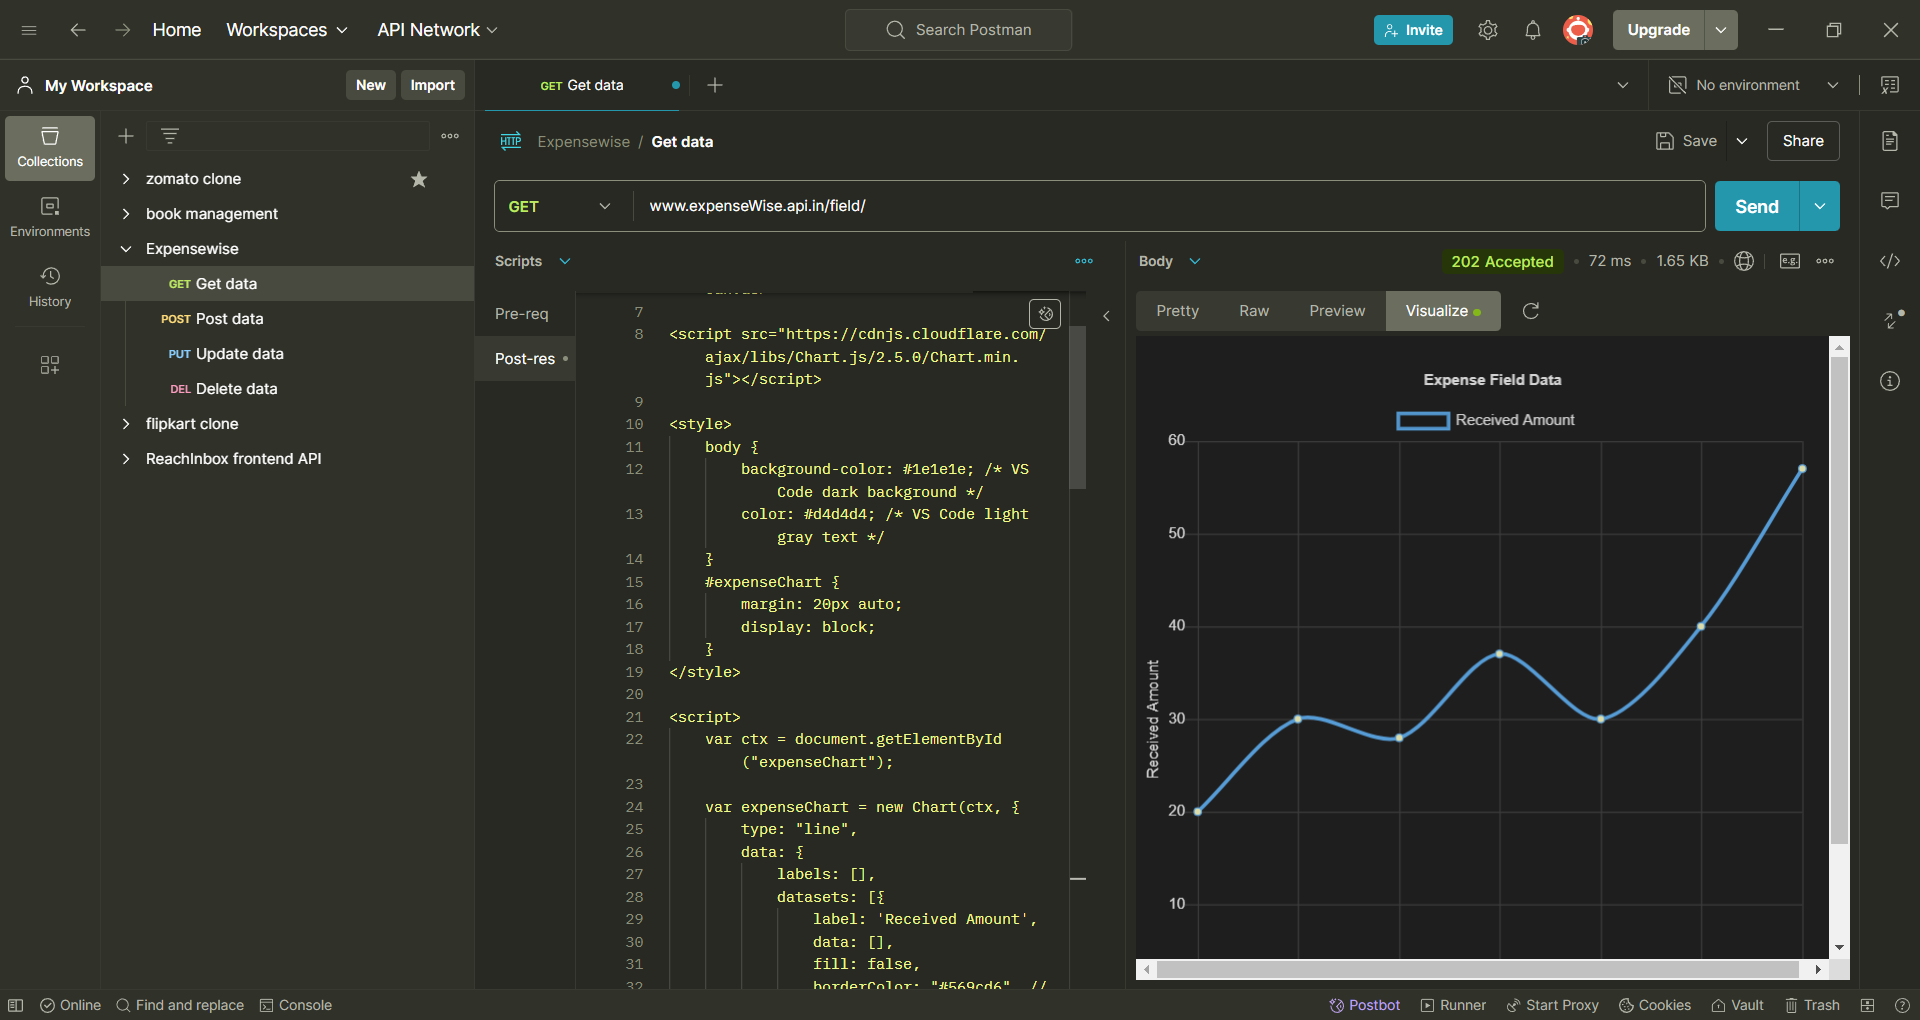 Home
Workspaces
API Network
Search Postman
Invite
Upgrade
My Workspace
New
Import
GET Get data
No environment
Collections
Environments
History
zomato clone
book management
Expensewise
GET Get data
POST Post data
PUT Update data
DEL Delete data
flipkart clone
ReachInbox frontend API
HTTP
Expensewise / Get data
Save
Share
GET
www.expenseWise.api.in/field/
Send
Scripts
Pre-req
Post-res
7
8 <script src="https://cdnjs.cloudflare.com/
ajax/libs/Chart.js/2.5.0/Chart.min.
js"></script>
9
10 <style>
11 body {
12 background-color: #1e1e1e; /* VS
Code dark background */
13 color: #d4d4d4; /* VS Code light
gray text */
14 }
15 #expenseChart {
16 margin: 20px auto;
17 display: block;
18 }
19 </style>
20
21 <script>
22 var ctx = document.getElementById
("expenseChart");
23
24 var expenseChart = new Chart(ctx, {
25 type: "line",
26 data: {
27 labels: [],
28 datasets: [{
29 label: 'Received Amount',
30 data: [],
31 fill: false,
32 borderColor: "#569cd6", //
Body
202 Accepted
72 ms
1.65 KB
e.g.
Pretty
Raw
Preview
Visualize
Expense Field Data
Received Amount
60
50
40
30
20
10
Received Amount
Online
Find and replace
Console
Postbot
Runner
Start Proxy
Cookies
Vault
Trash